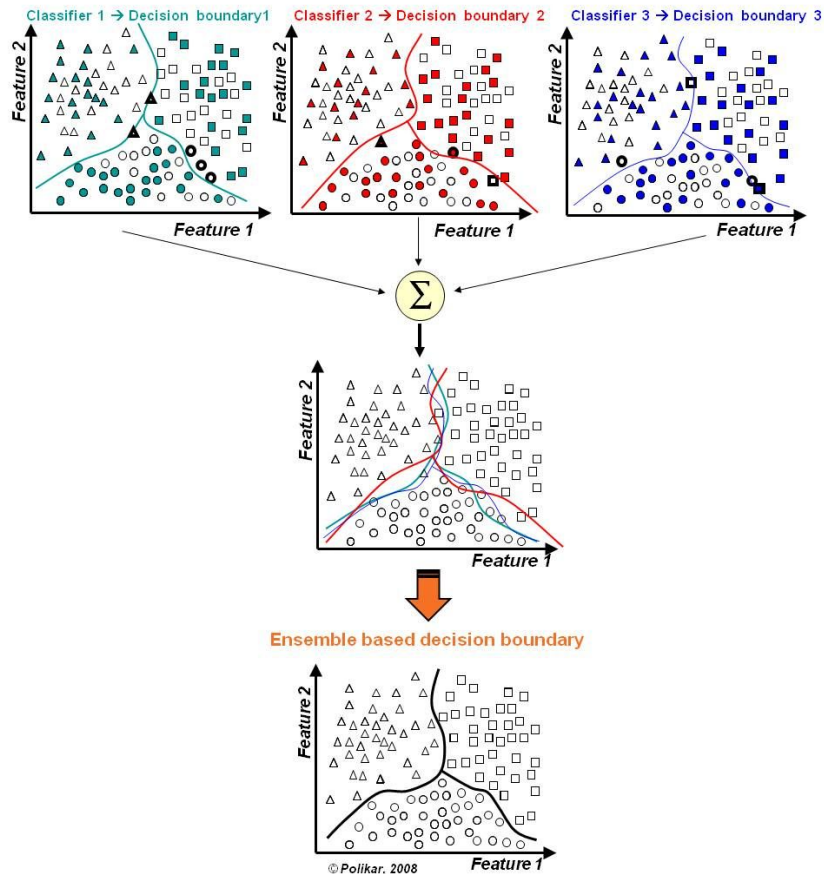 Classifier 1 → Decision boundary1
Classifier 2 → Decision boundary 2
Classifier 3 → Decision boundary 3
Feature 2
Feature 1
Feature 2
Feature 1
Feature 2
Feature 1
Σ
Feature 2
Feature 1
Ensemble based decision boundary
Feature 2
Feature 1
© Polikar, 2008